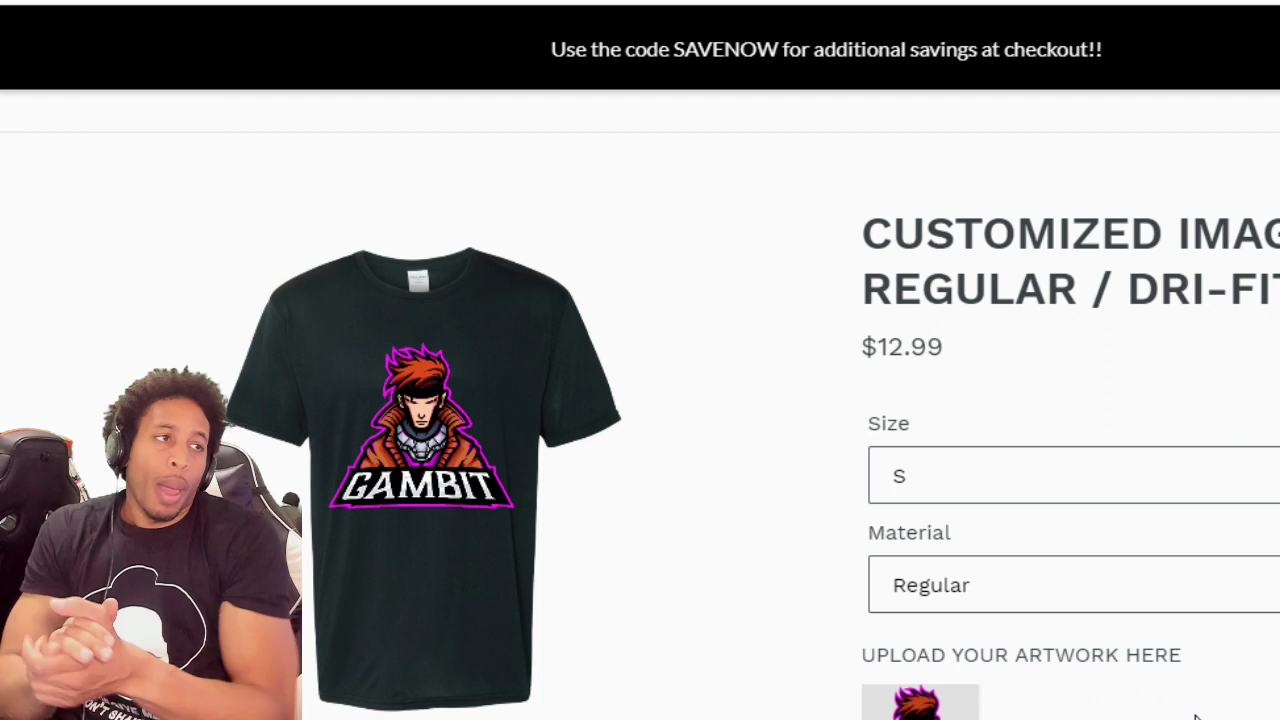 Use the code SAVENOW for additional savings at checkout!!
CUSTOMIZED
REGULAR / DRI-FIT
$12.99
Size
S
Material
Regular
UPLOAD YOUR ARTWORK HERE
GAMBIT